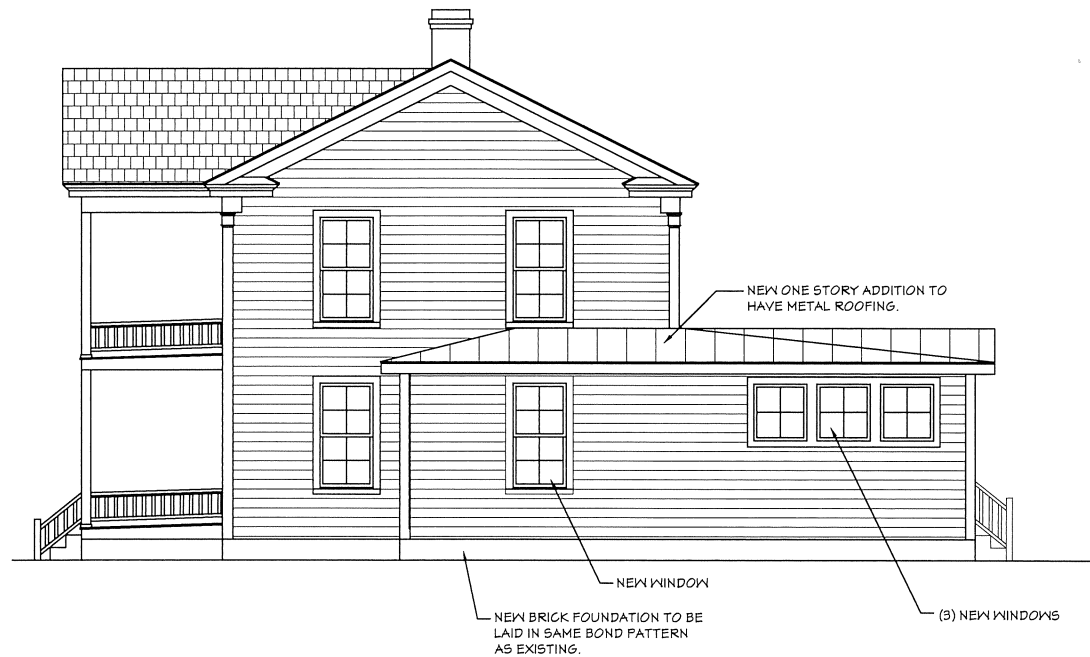 NEW ONE STORY ADDITION TO
HAVE METAL ROOFING.
NEW WINDOW
(3) NEW WINDOWS
NEW BRICK FOUNDATION TO BE
LAID IN SAME BOND PATTERN
AS EXISTING.